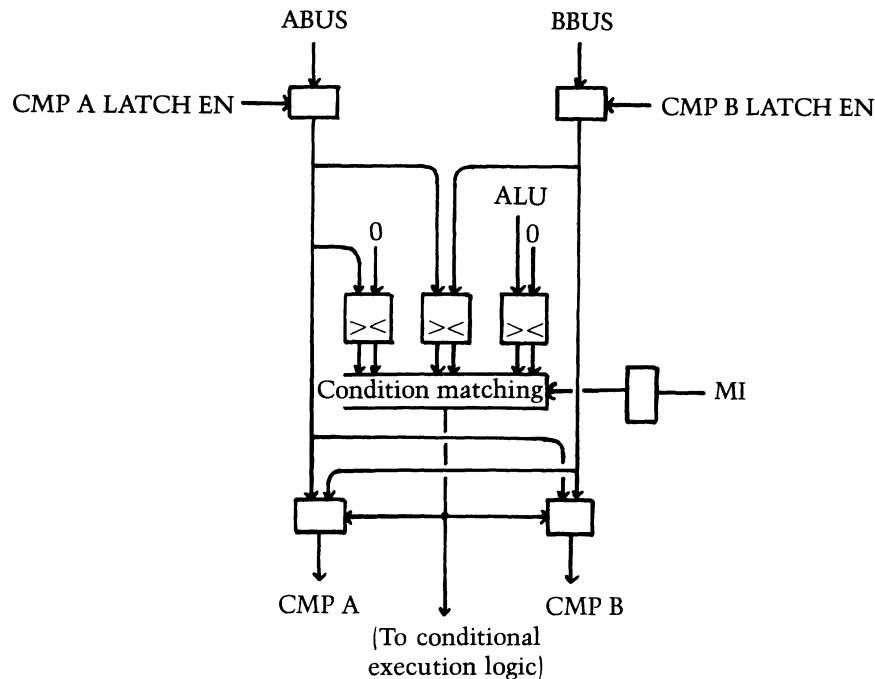 ABUS
BBUS
CMP A LATCH EN
CMP B LATCH EN
ALU
0
0
><
><
><
Condition matching
MI
CMP A
CMP B
(To conditional
execution logic)